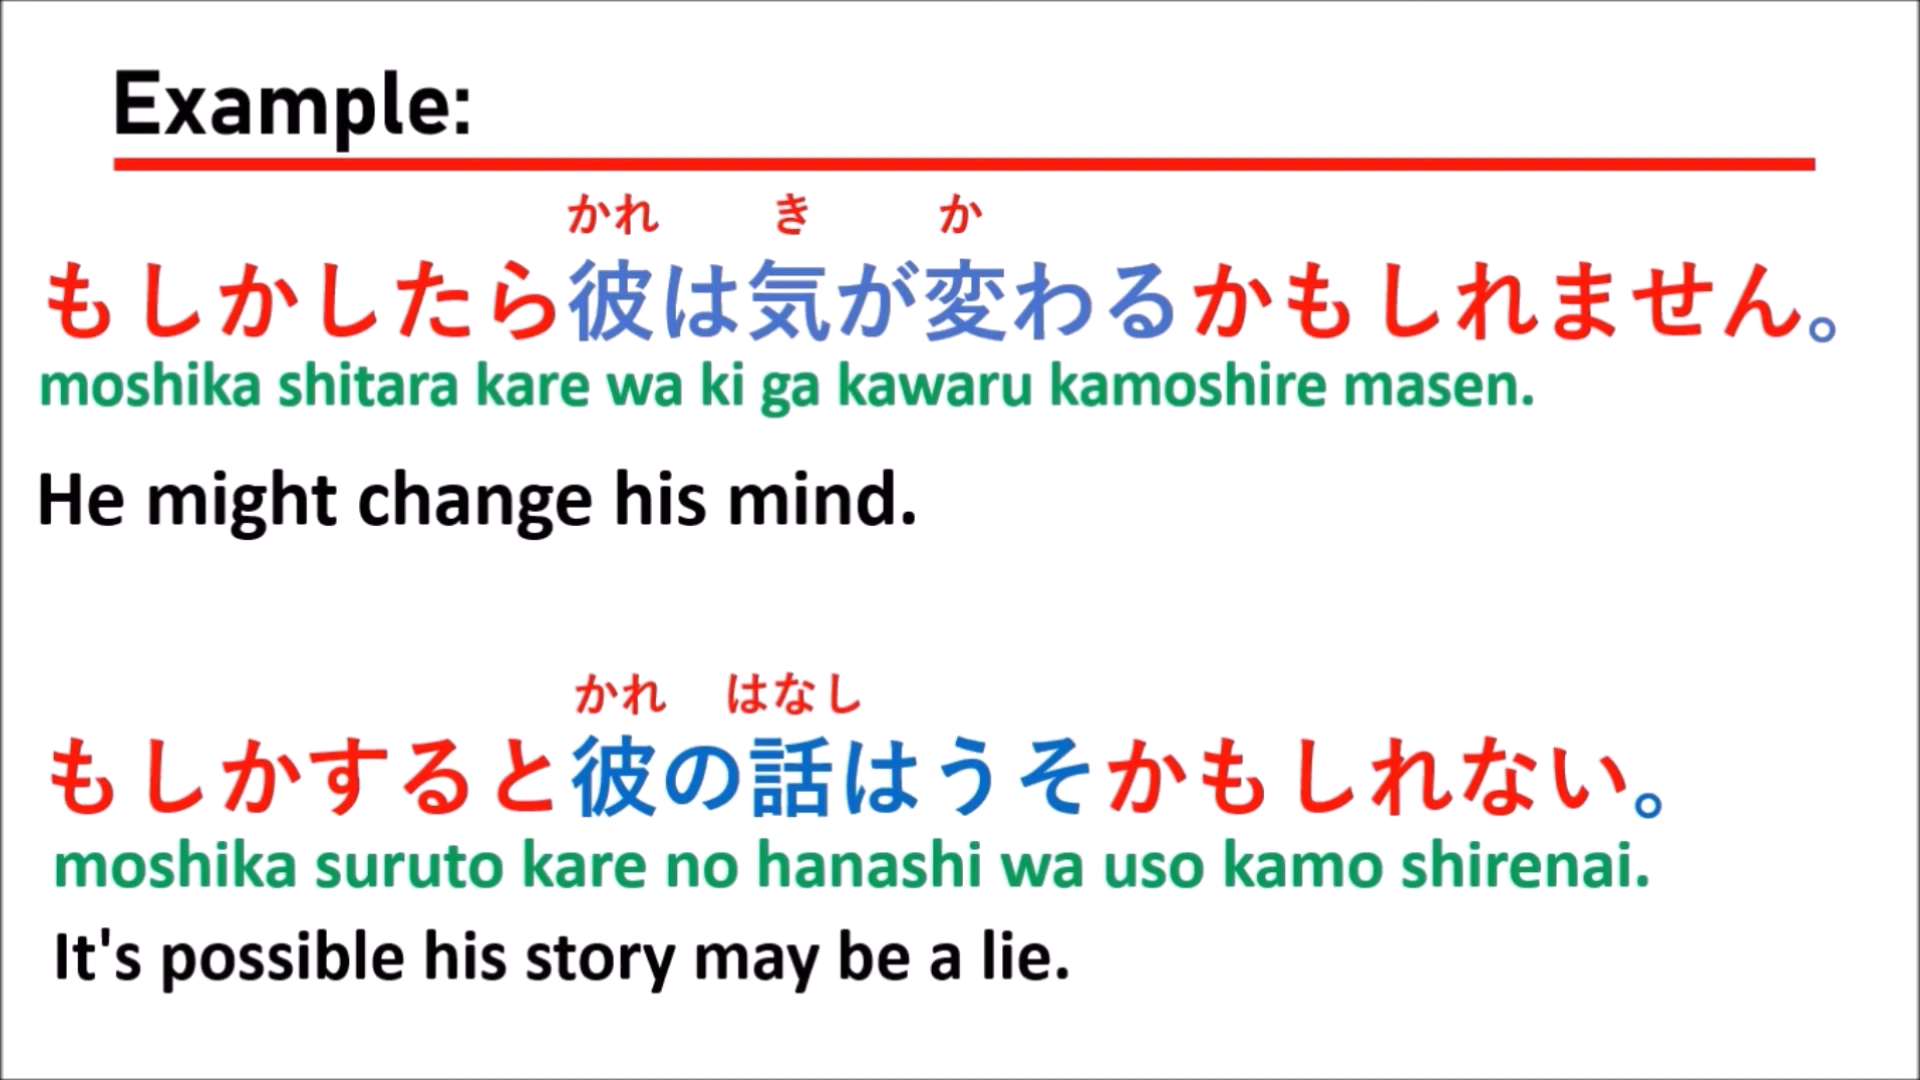 Example:
かれ き か
もしかしたら彼は気が変わるかもしれません。
moshika shitara kare wa ki ga kawaru kamoshire masen.
He might change his mind.
かれ はなし
もしかすると彼の話はうそかもしれない。
moshika suruto kare no hanashi wa uso kamo shirenai.
It's possible his story may be a lie.